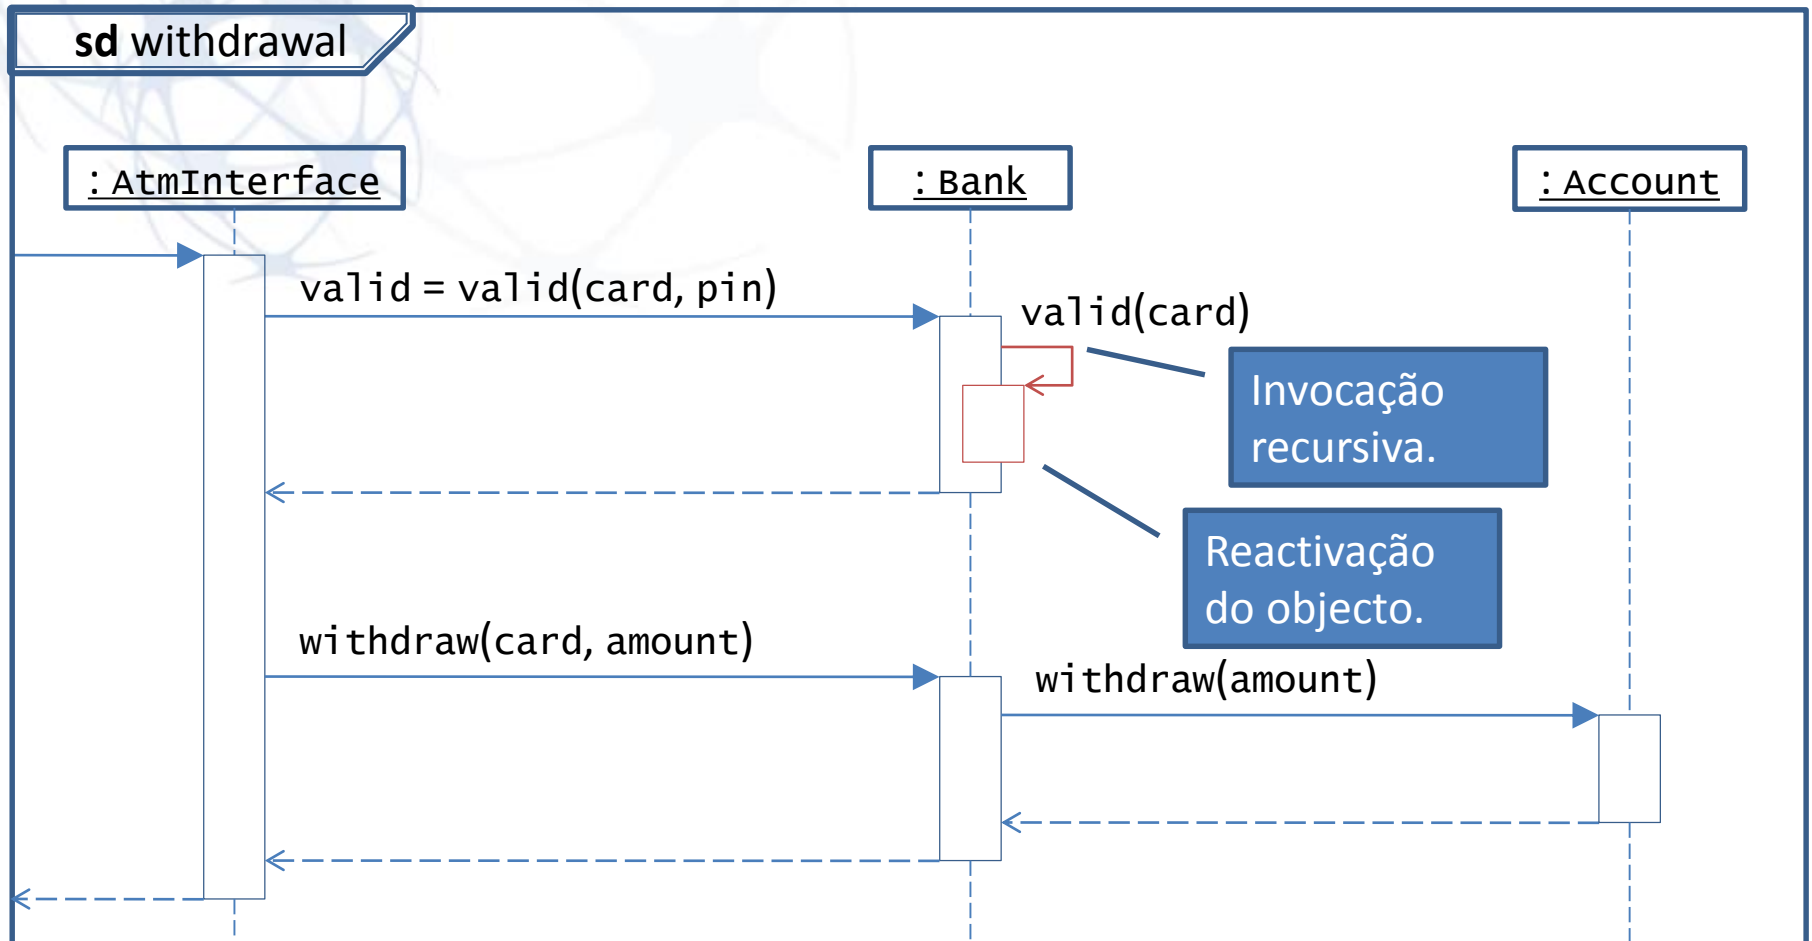 sd withdrawal
: AtmInterface
: Bank
: Account
valid = valid(card, pin)
valid(card)
Invocação
recursiva.
Reactivação
do objecto.
withdraw(card, amount)
withdraw(amount)